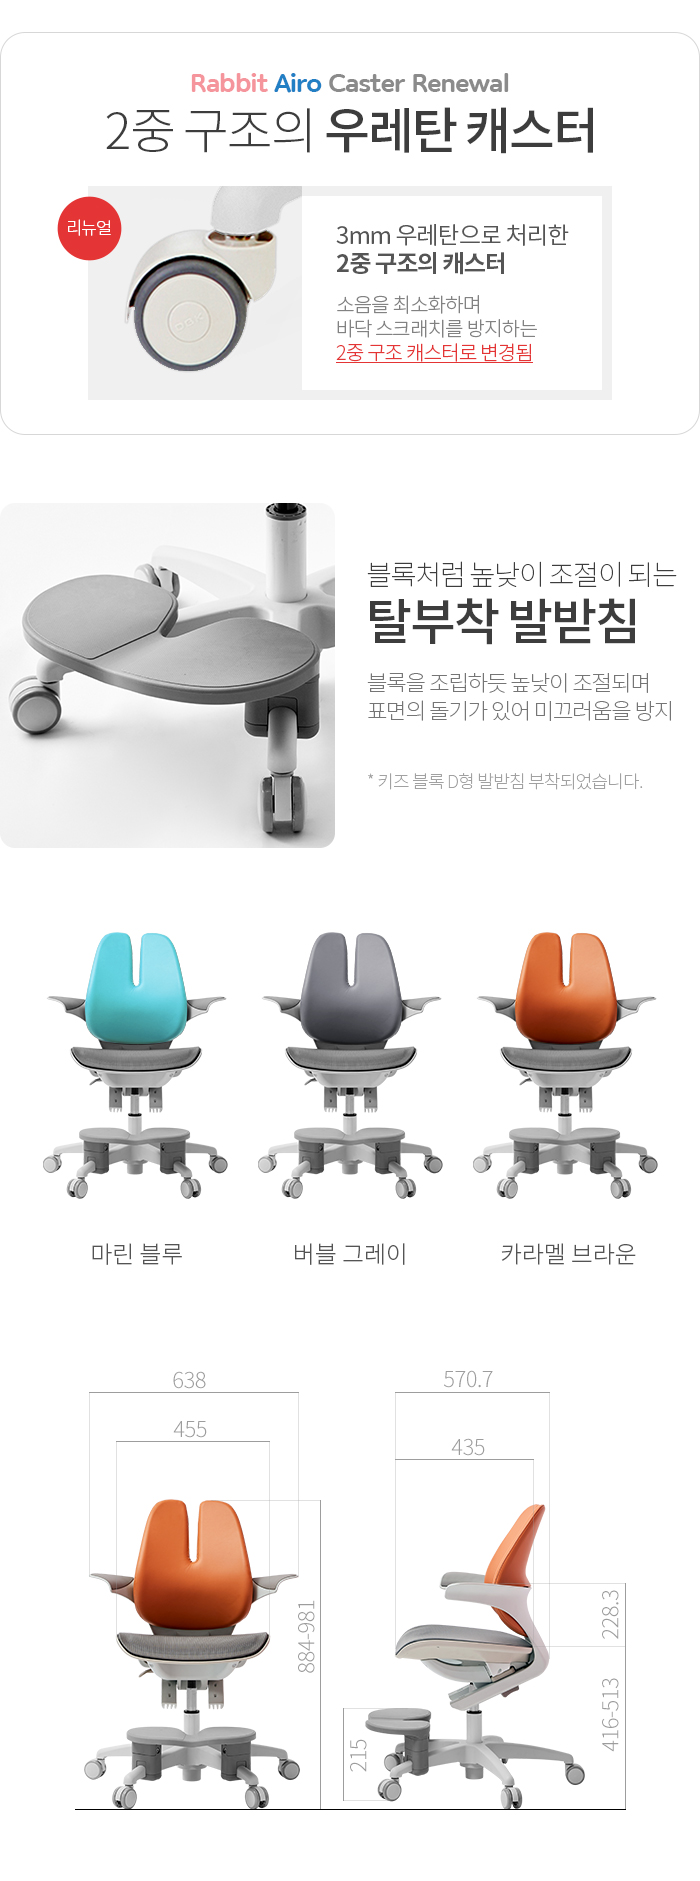 Rabbit Airo Caster Renewal
2중 구조의 우레탄 캐스터
리뉴얼
3mm 우레탄으로 처리한
2중 구조의 캐스터
소음을 최소화하며
바닥 스크래치를 방지하는
2중 구조 캐스터로 변경됨
블록처럼 높낮이 조절이 되는
탈부착 발받침
블록을 조립하듯 높낮이 조절되며
표면의 돌기가 있어 미끄러움을 방지
* 키즈 블록 D형 발받침 부착되었습니다.
마린 블루
버블 그레이
카라멜 브라운
638
455
884-981
570.7
435
228.3
416-513
215